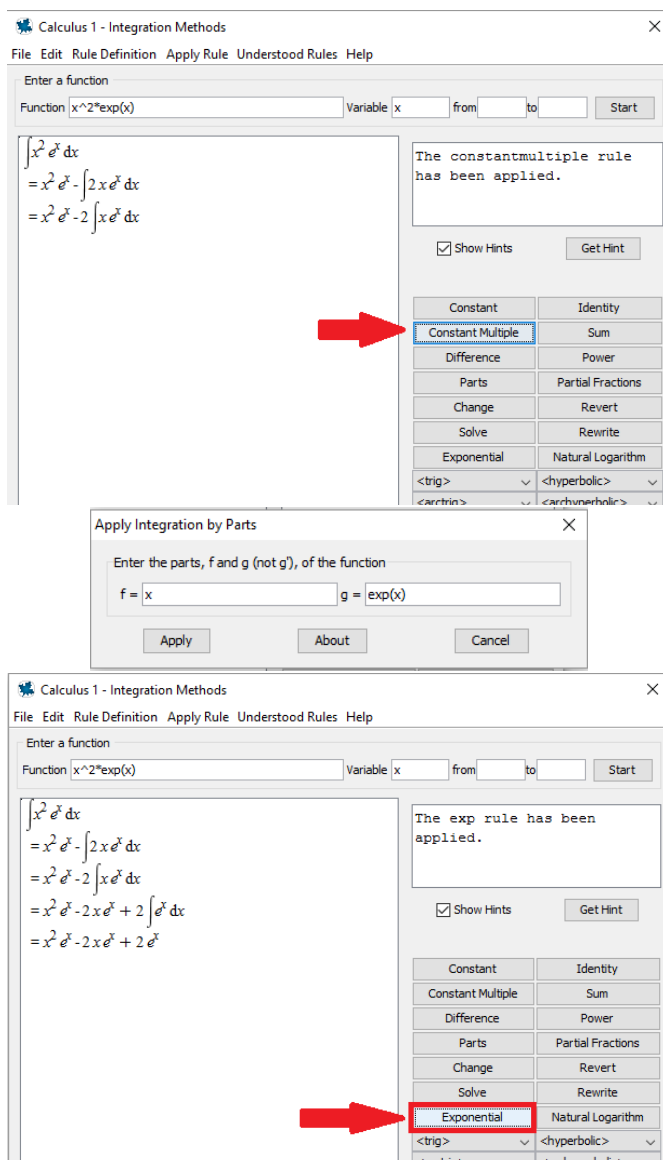 Calculus 1 - Integration Methods
File Edit Rule Definition Apply Rule Understood Rules Help
Enter a function
Function x^2*exp(x) Variable x from to Start
∫x² eˣ dx
= x² eˣ - ∫2 x eˣ dx
= x² eˣ - 2 ∫x eˣ dx
The constantmultiple rule
has been applied.
Show Hints Get Hint
Constant Identity
Constant Multiple Sum
Difference Power
Parts Partial Fractions
Change Revert
Solve Rewrite
Exponential Natural Logarithm
<trig> <hyperbolic>
<arctrig> <archyperbolic>
Apply Integration by Parts
Enter the parts, f and g (not g'), of the function
f = x g = exp(x)
Apply About Cancel
Calculus 1 - Integration Methods
File Edit Rule Definition Apply Rule Understood Rules Help
Enter a function
Function x^2*exp(x) Variable x from to Start
∫x² eˣ dx
= x² eˣ - ∫2 x eˣ dx
= x² eˣ - 2 ∫x eˣ dx
= x² eˣ - 2 x eˣ + 2 ∫eˣ dx
= x² eˣ - 2 x eˣ + 2 eˣ
The exp rule has been
applied.
Show Hints Get Hint
Constant Identity
Constant Multiple Sum
Difference Power
Parts Partial Fractions
Change Revert
Solve Rewrite
Exponential Natural Logarithm
<trig> <hyperbolic>